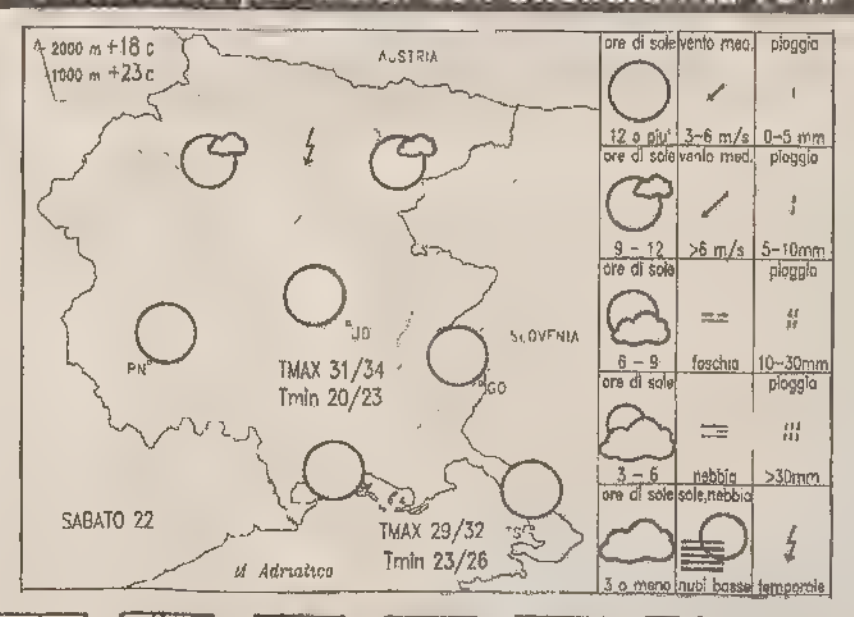 2000 m +18 c
1000 m +23 c
AUSTRIA
SLOVENIA
PN
UD
GO
TS
TMAX 31/34
Tmin 20/23
SABATO 22
TMAX 29/32
Tmin 23/26
M Adriatico
ore di sole vento med. pioggia
12 o piu' 3-6 m/s 0-5 mm
ore di sole vento med. pioggia
9 - 12 >6 m/s 5-10mm
ore di sole pioggia
6 - 9 foschia 10-30mm
ore di sole pioggia
3 - 6 nebbia >30mm
ore di sole sole,nebbia
3 o meno nubi basse temporale